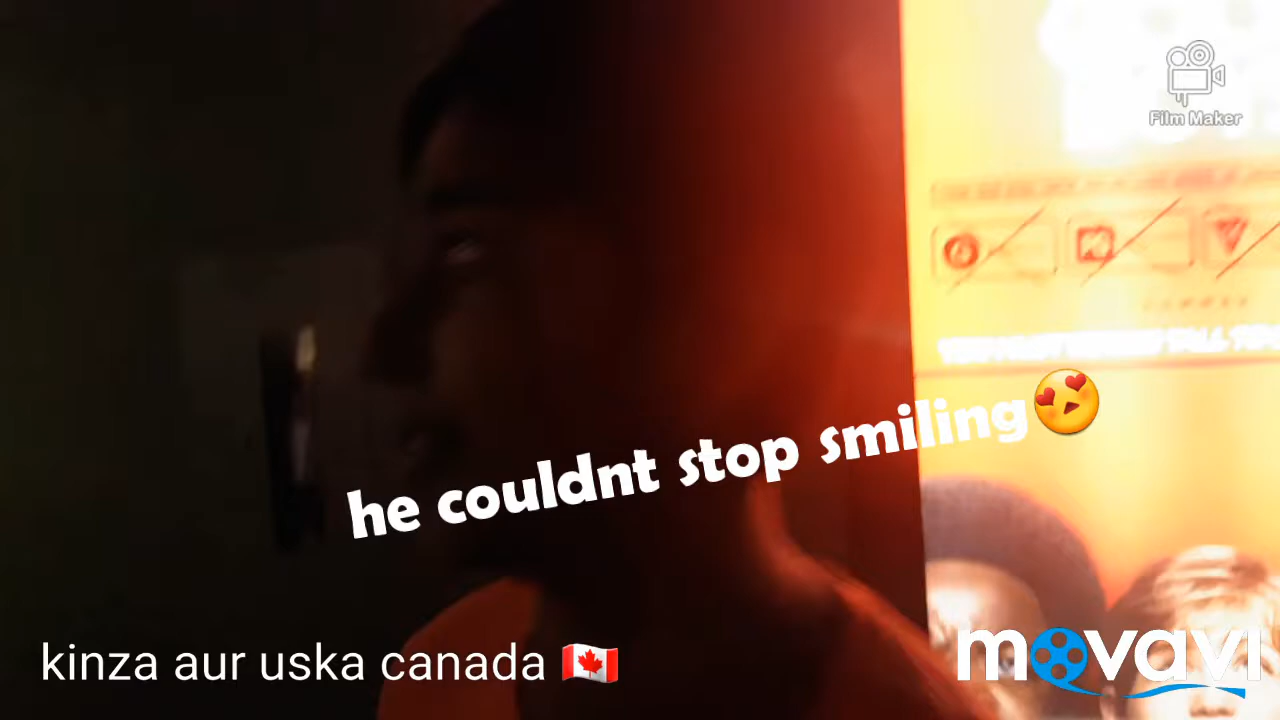 Film Maker
he couldnt stop smiling😍
kinza aur uska canada 🇨🇦
movavi